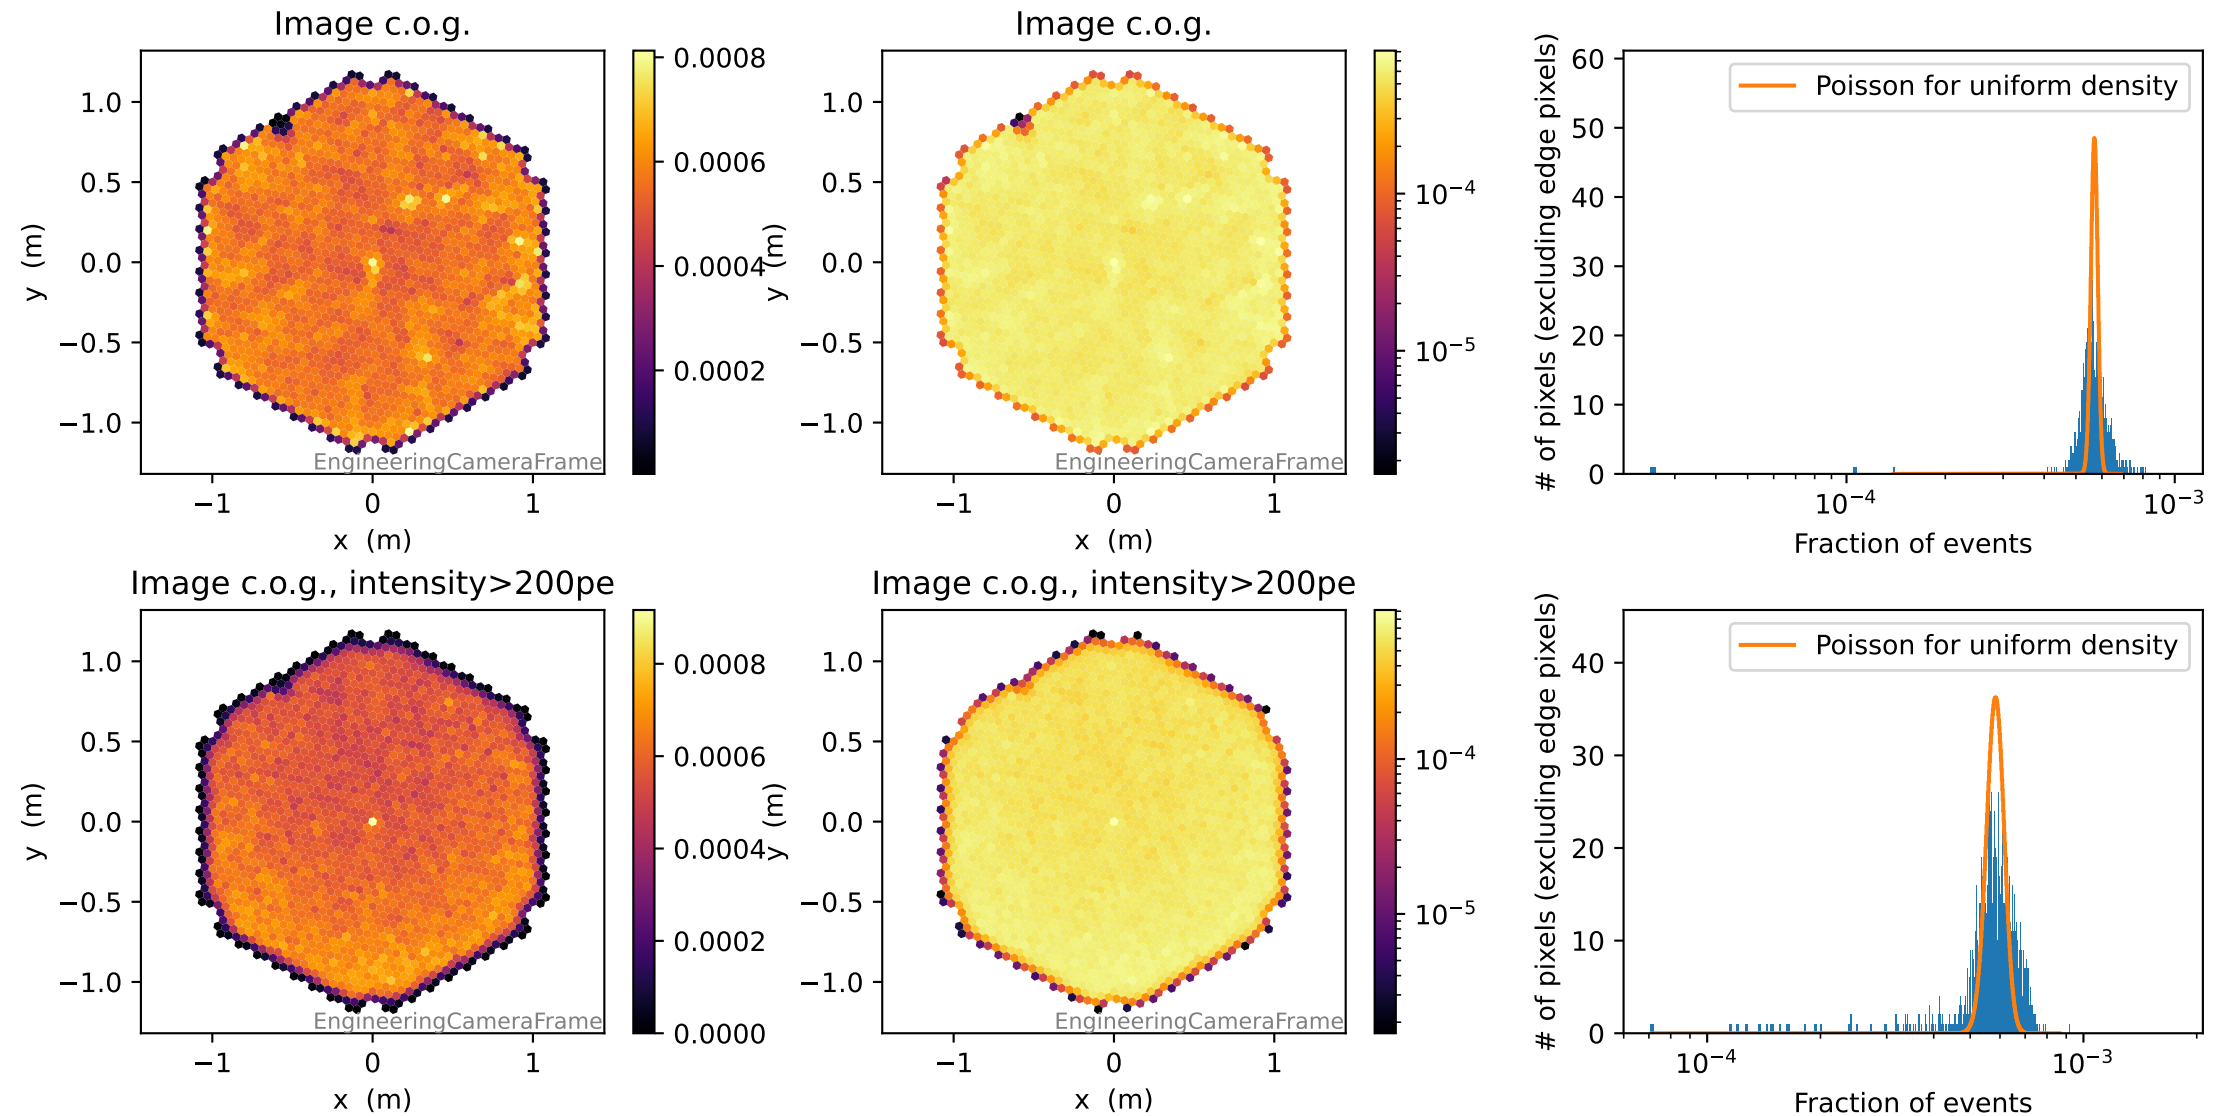 Image c.o.g.
1.0
0.5
0.0
−0.5
−1.0
y (m)
−1
0
1
x (m)
EngineeringCameraFrame
0.0008
0.0006
0.0004
0.0002
Image c.o.g.
1.0
0.5
0.0
−0.5
−1.0
y (m)
−1
0
1
x (m)
EngineeringCameraFrame
10−4
10−5
# of pixels (excluding edge pixels)
60
50
40
30
20
10
0
Poisson for uniform density
10−4
10−3
Fraction of events
Image c.o.g., intensity>200pe
1.0
0.5
0.0
−0.5
−1.0
y (m)
−1
0
1
x (m)
EngineeringCameraFrame
0.0008
0.0006
0.0004
0.0002
0.0000
Image c.o.g., intensity>200pe
1.0
0.5
0.0
−0.5
−1.0
y (m)
−1
0
1
x (m)
EngineeringCameraFrame
10−4
10−5
# of pixels (excluding edge pixels)
40
30
20
10
0
Poisson for uniform density
10−4
10−3
Fraction of events